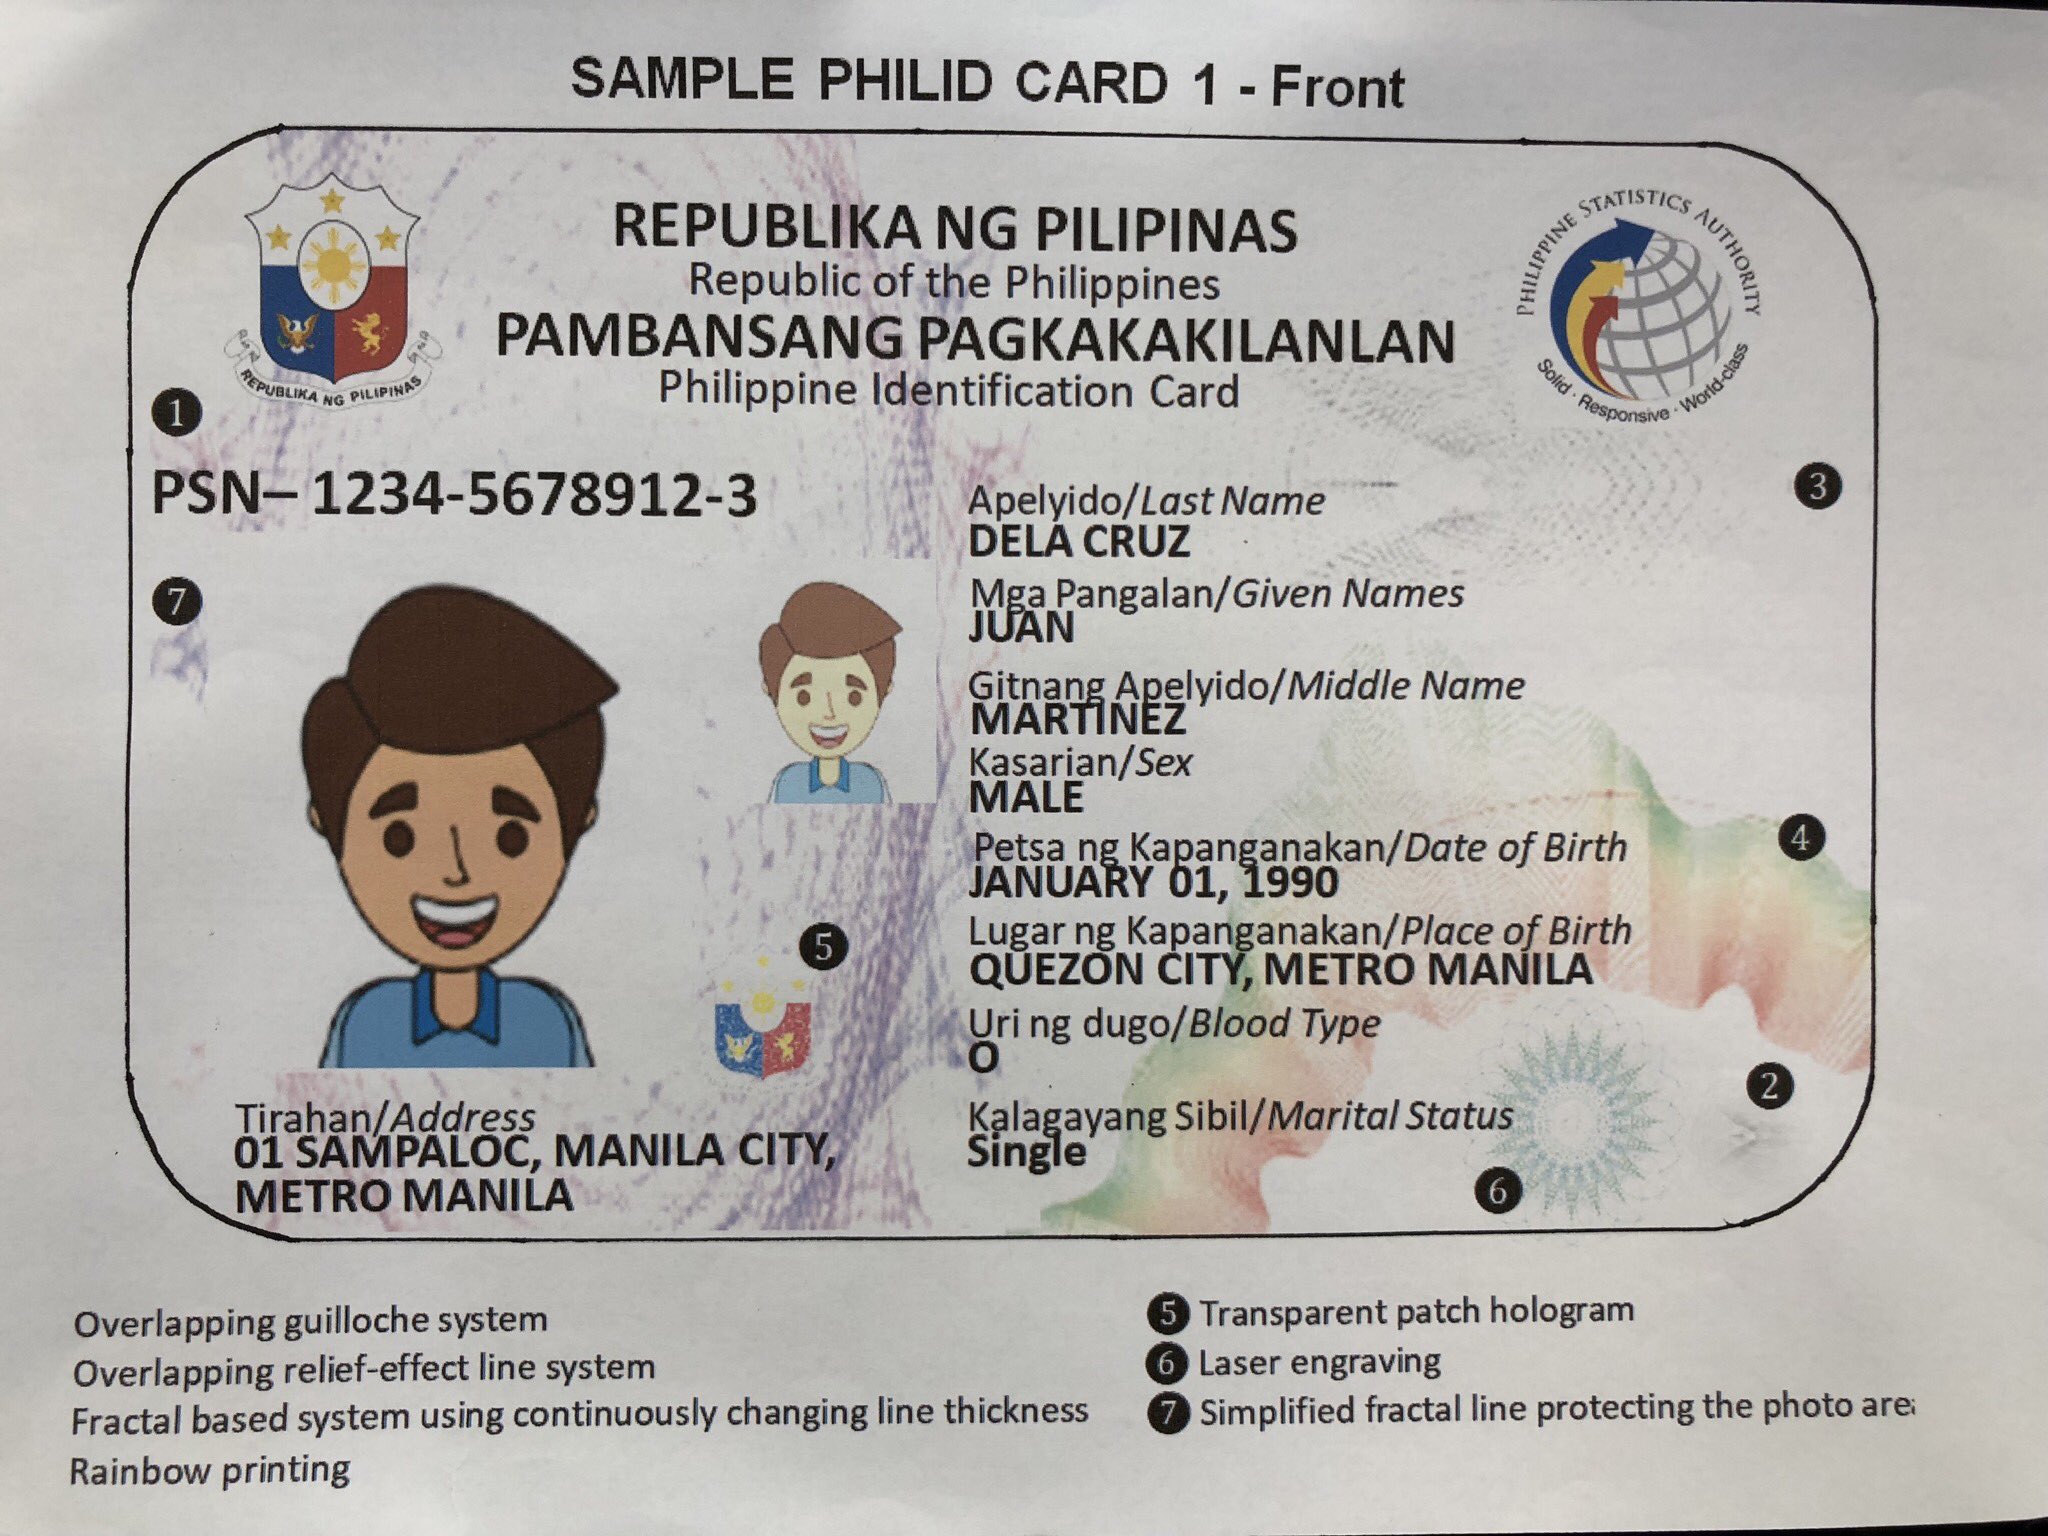 SAMPLE PHILID CARD 1 - Front
REPUBLIKA NG PILIPINAS
Republic of the Philippines
PAMBANSANG PAGKAKAKILANLAN
Philippine Identification Card
REPUBLIKA NG PILIPINAS
PHILIPPINE STATISTICS AUTHORITY
Solid · Responsive · World-class
1
PSN– 1234-5678912-3
3
7
Apelyido/Last Name
DELA CRUZ
Mga Pangalan/Given Names
JUAN
Gitnang Apelyido/Middle Name
MARTINEZ
Kasarian/Sex
MALE
Petsa ng Kapanganakan/Date of Birth
JANUARY 01, 1990
4
Lugar ng Kapanganakan/Place of Birth
QUEZON CITY, METRO MANILA
5
Uri ng dugo/Blood Type
O
2
Kalagayang Sibil/Marital Status
Single
6
Tirahan/Address
01 SAMPALOC, MANILA CITY,
METRO MANILA
Overlapping guilloche system
Overlapping relief-effect line system
Fractal based system using continuously changing line thickness
Rainbow printing
5 Transparent patch hologram
6 Laser engraving
7 Simplified fractal line protecting the photo